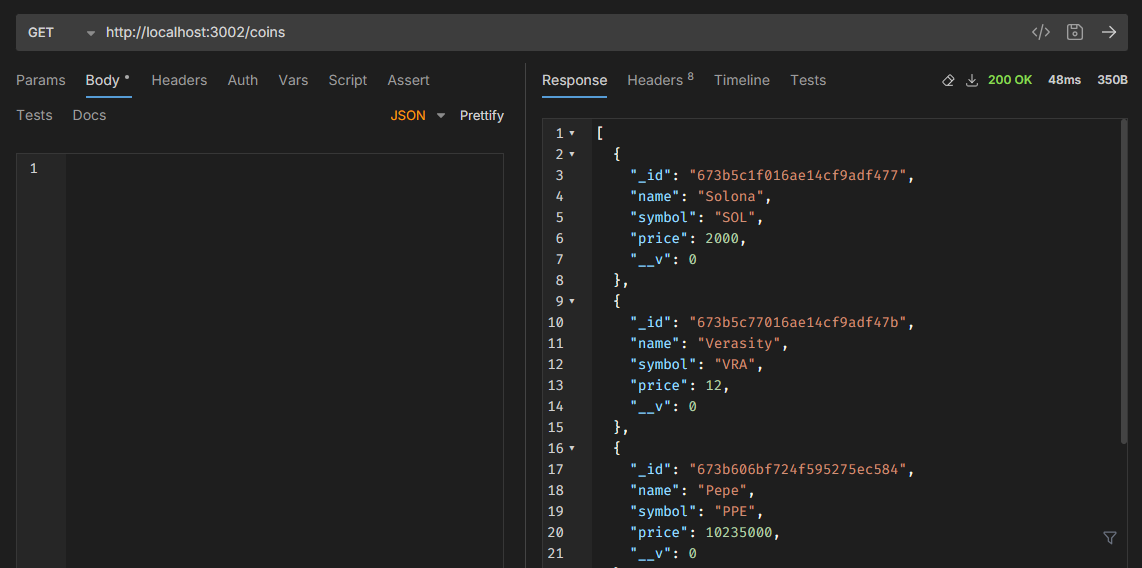 GET http://localhost:3002/coins </>
Params Body Headers Auth Vars Script Assert
Tests Docs JSON Prettify
1
Response Headers 8 Timeline Tests 200 OK 48ms 350B
1 [
2 {
3 "_id": "673b5c1f016ae14cf9adf477",
4 "name": "Solona",
5 "symbol": "SOL",
6 "price": 2000,
7 "__v": 0
8 },
9 {
10 "_id": "673b5c77016ae14cf9adf47b",
11 "name": "Verasity",
12 "symbol": "VRA",
13 "price": 12,
14 "__v": 0
15 },
16 {
17 "_id": "673b606bf724f595275ec584",
18 "name": "Pepe",
19 "symbol": "PPE",
20 "price": 10235000,
21 "__v": 0